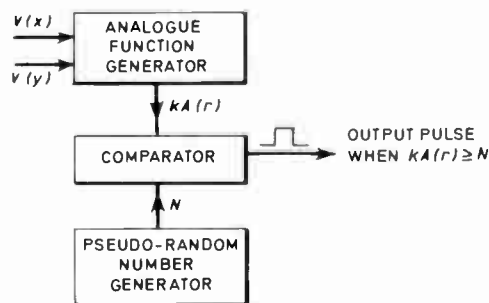 V(x)
V(y)
ANALOGUE
FUNCTION
GENERATOR
kA(r)
COMPARATOR
OUTPUT PULSE
WHEN kA(r) ≥ N
N
PSEUDO-RANDOM
NUMBER
GENERATOR